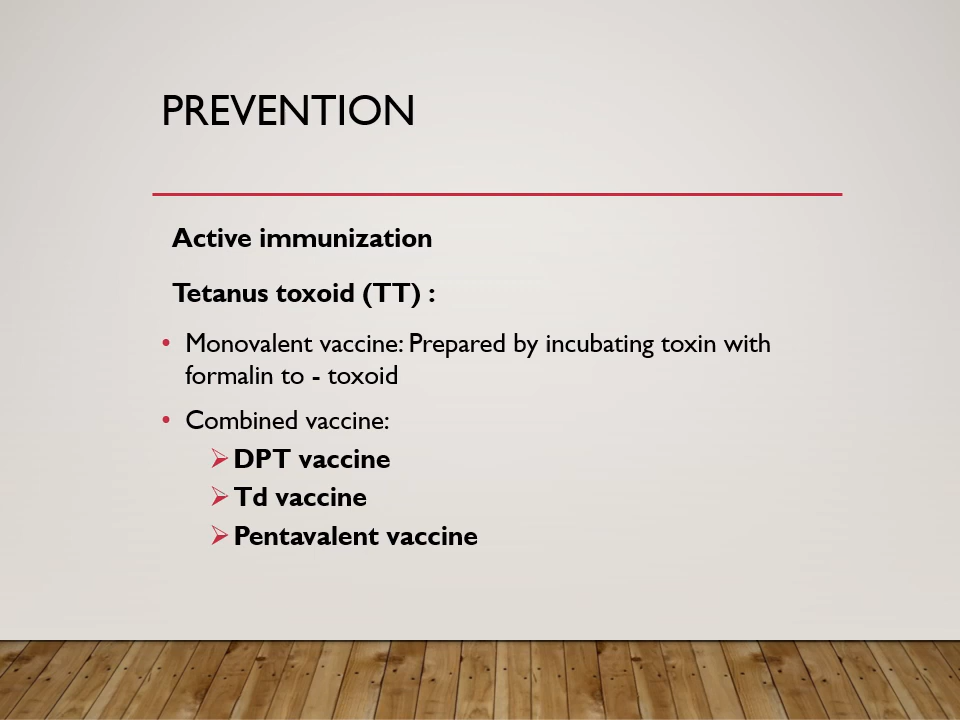 PREVENTION
Active immunization
Tetanus toxoid (TT) :
• Monovalent vaccine: Prepared by incubating toxin with
formalin to - toxoid
• Combined vaccine:
➢ DPT vaccine
➢ Td vaccine
➢ Pentavalent vaccine